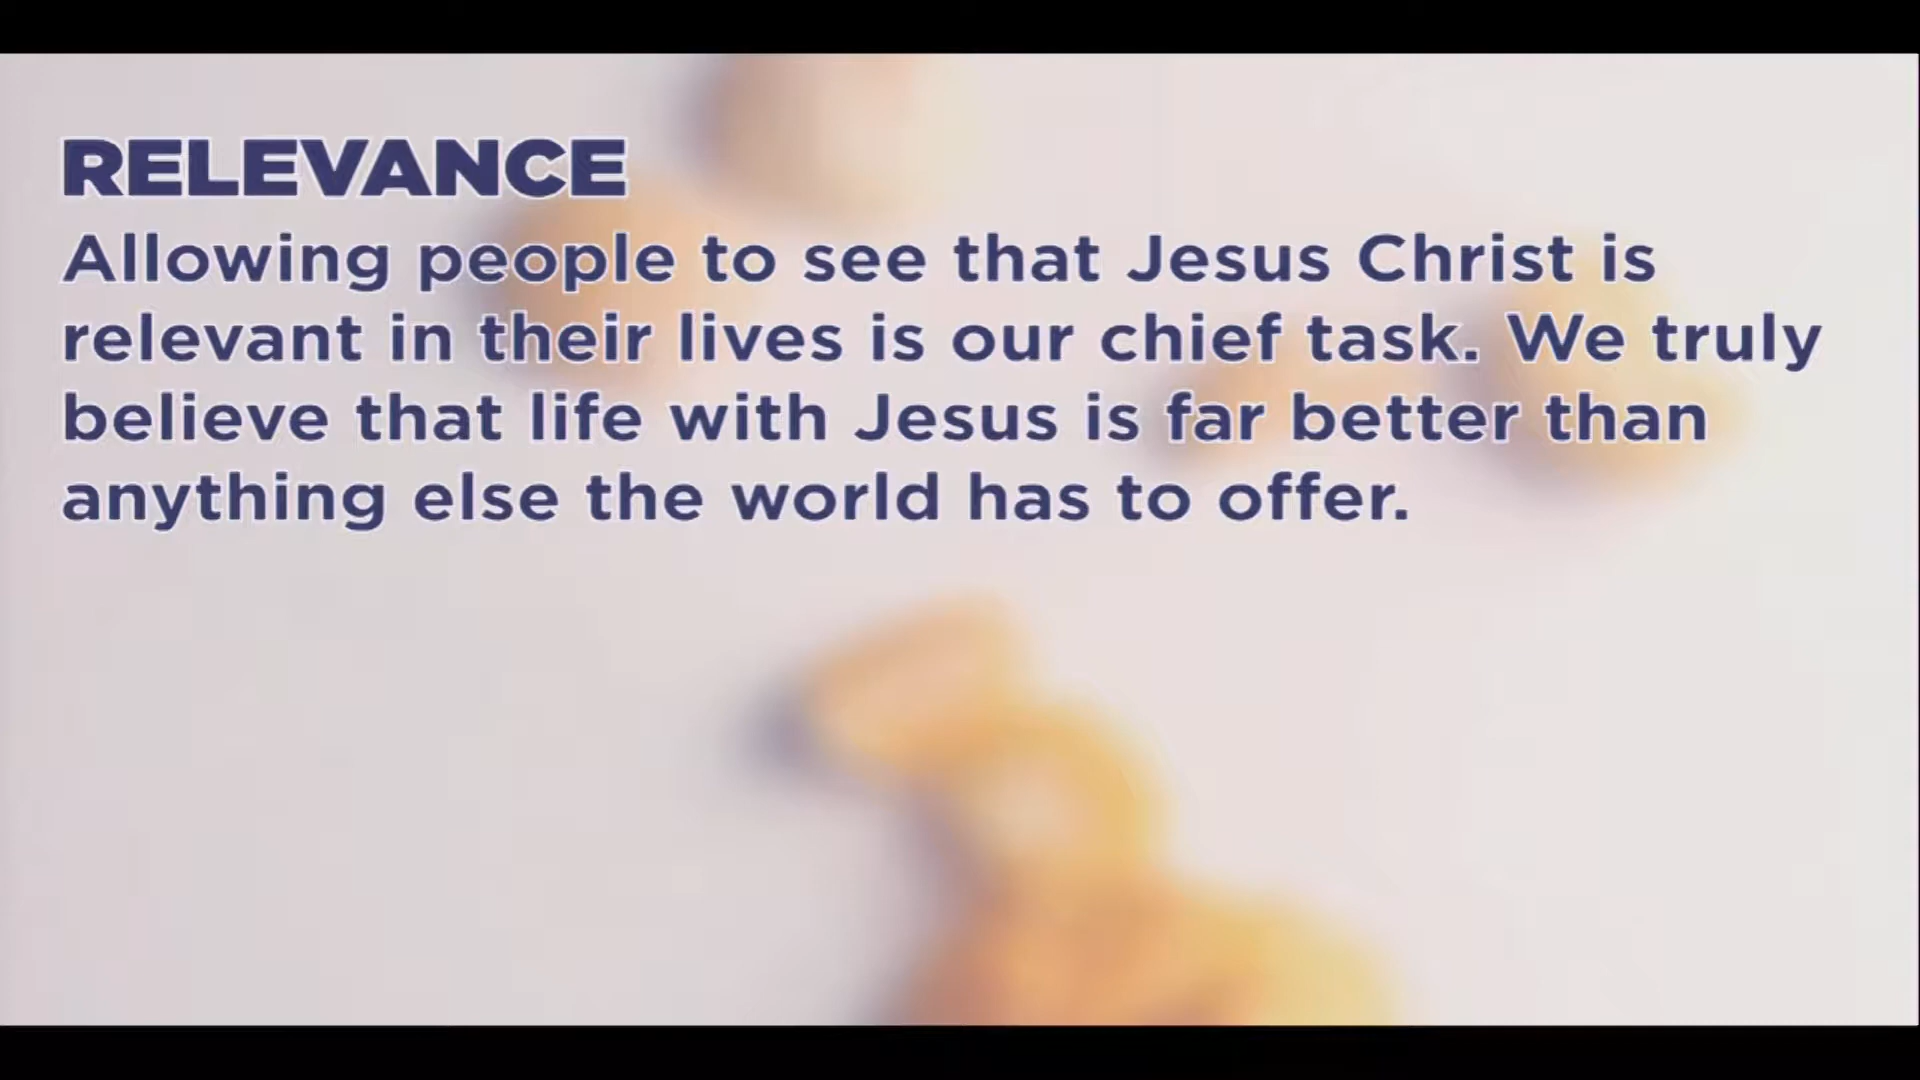 RELEVANCE
Allowing people to see that Jesus Christ is
relevant in their lives is our chief task. We truly
believe that life with Jesus is far better than
anything else the world has to offer.